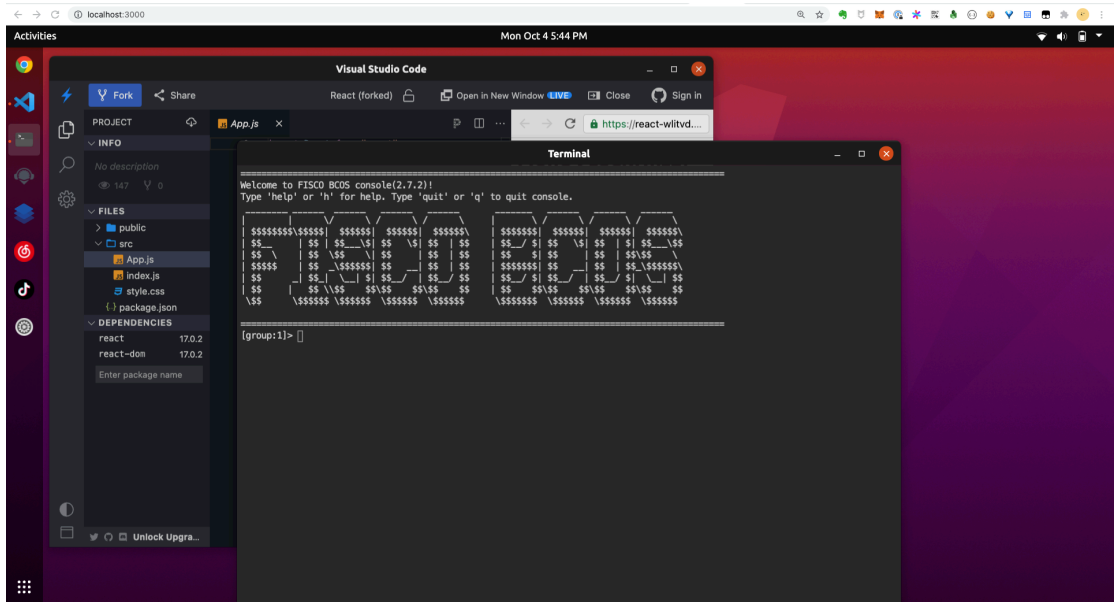 localhost:3000
Activities
Mon Oct 4 5:44 PM
Visual Studio Code
Fork
Share
React (forked)
Open in New Window LIVE
Close
Sign in
PROJECT
INFO
No description
147
0
FILES
public
src
App.js
index.js
style.css
{..} package.json
DEPENDENCIES
react 17.0.2
react-dom 17.0.2
Enter package name
Unlock Upgra...
App.js
https://react-wlitvd....
Terminal
Welcome to FISCO BCOS console(2.7.2)!
Type 'help' or 'h' for help. Type 'quit' or 'q' to quit console.
FISCO BCOS
[group:1]>